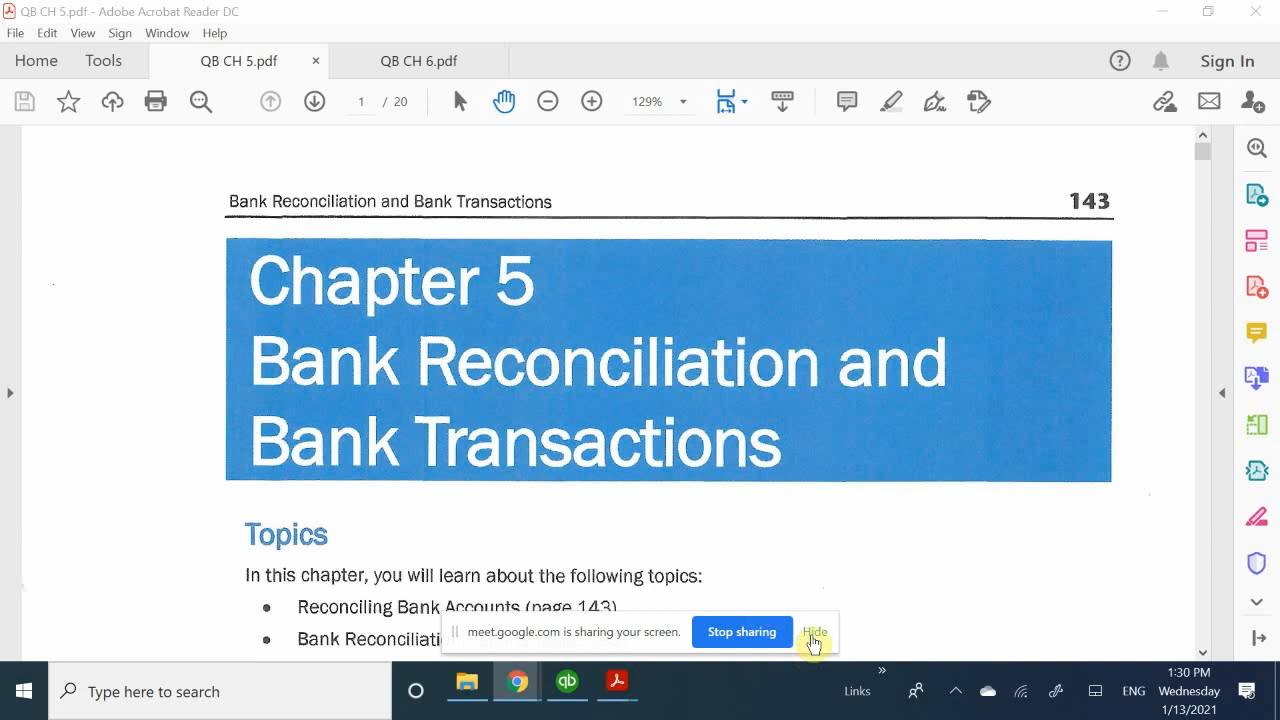 QB CH 5.pdf - Adobe Acrobat Reader DC
File Edit View Sign Window Help
Home Tools QB CH 5.pdf × QB CH 6.pdf Sign In
1 / 20 129%
Bank Reconciliation and Bank Transactions 143
Chapter 5
Bank Reconciliation and
Bank Transactions
Topics
In this chapter, you will learn about the following topics:
• Reconciling Bank Accounts (page 143)
• Bank Reconciliati
meet.google.com is sharing your screen. Stop sharing Hide
Type here to search
qb
Links
ENG
1:30 PM
Wednesday
1/13/2021